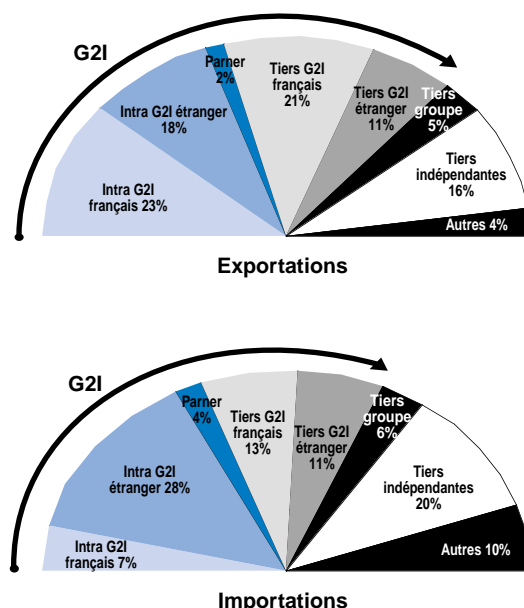 G2I
Parner
2%
Tiers G2I
français
21%
Tiers G2I
étranger
11%
Tiers
groupe
5%
Intra G2I étranger
18%
Tiers
indépendantes
16%
Intra G2I
français 23%
Autres 4%
Exportations
G2I
Parner
4%
Tiers G2I
français
13%
Tiers G2I
étranger
11%
Tiers
groupe
6%
Intra G2I
étranger 28%
Tiers
indépendantes
20%
Intra G2I
français 7%
Autres 10%
Importations